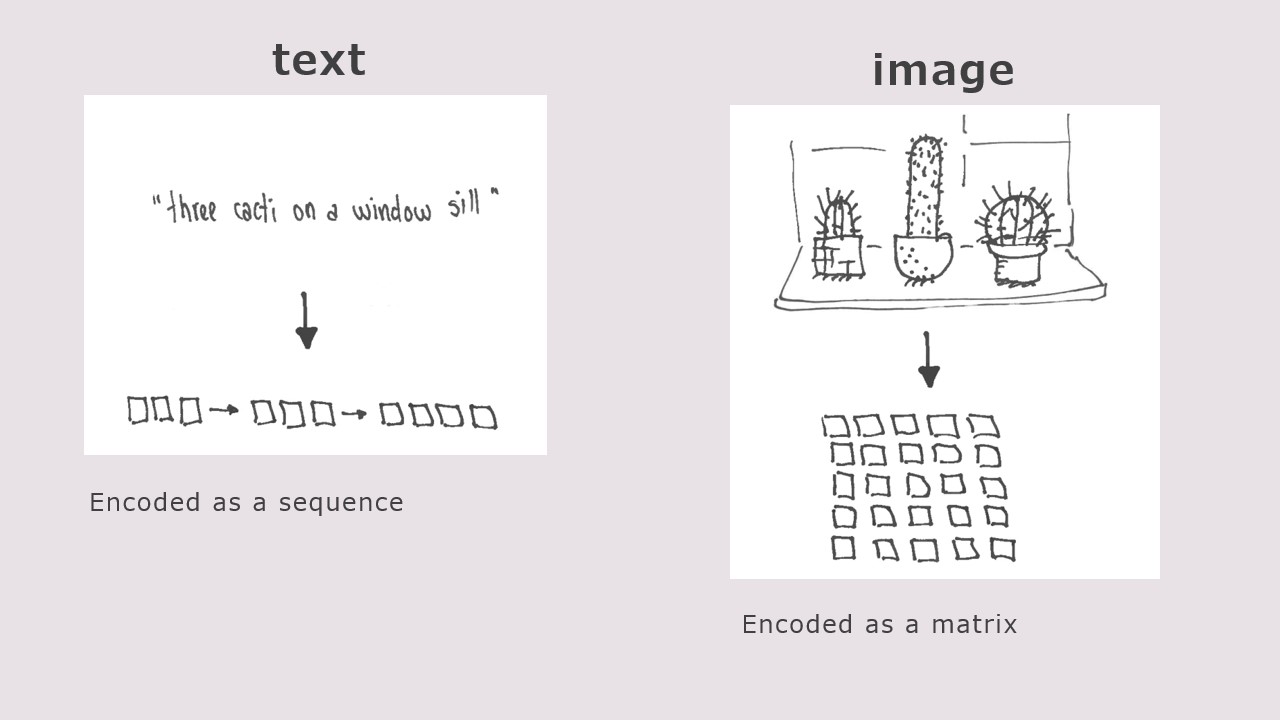 text
"three cacti on a window sill"
Encoded as a sequence
image
Encoded as a matrix